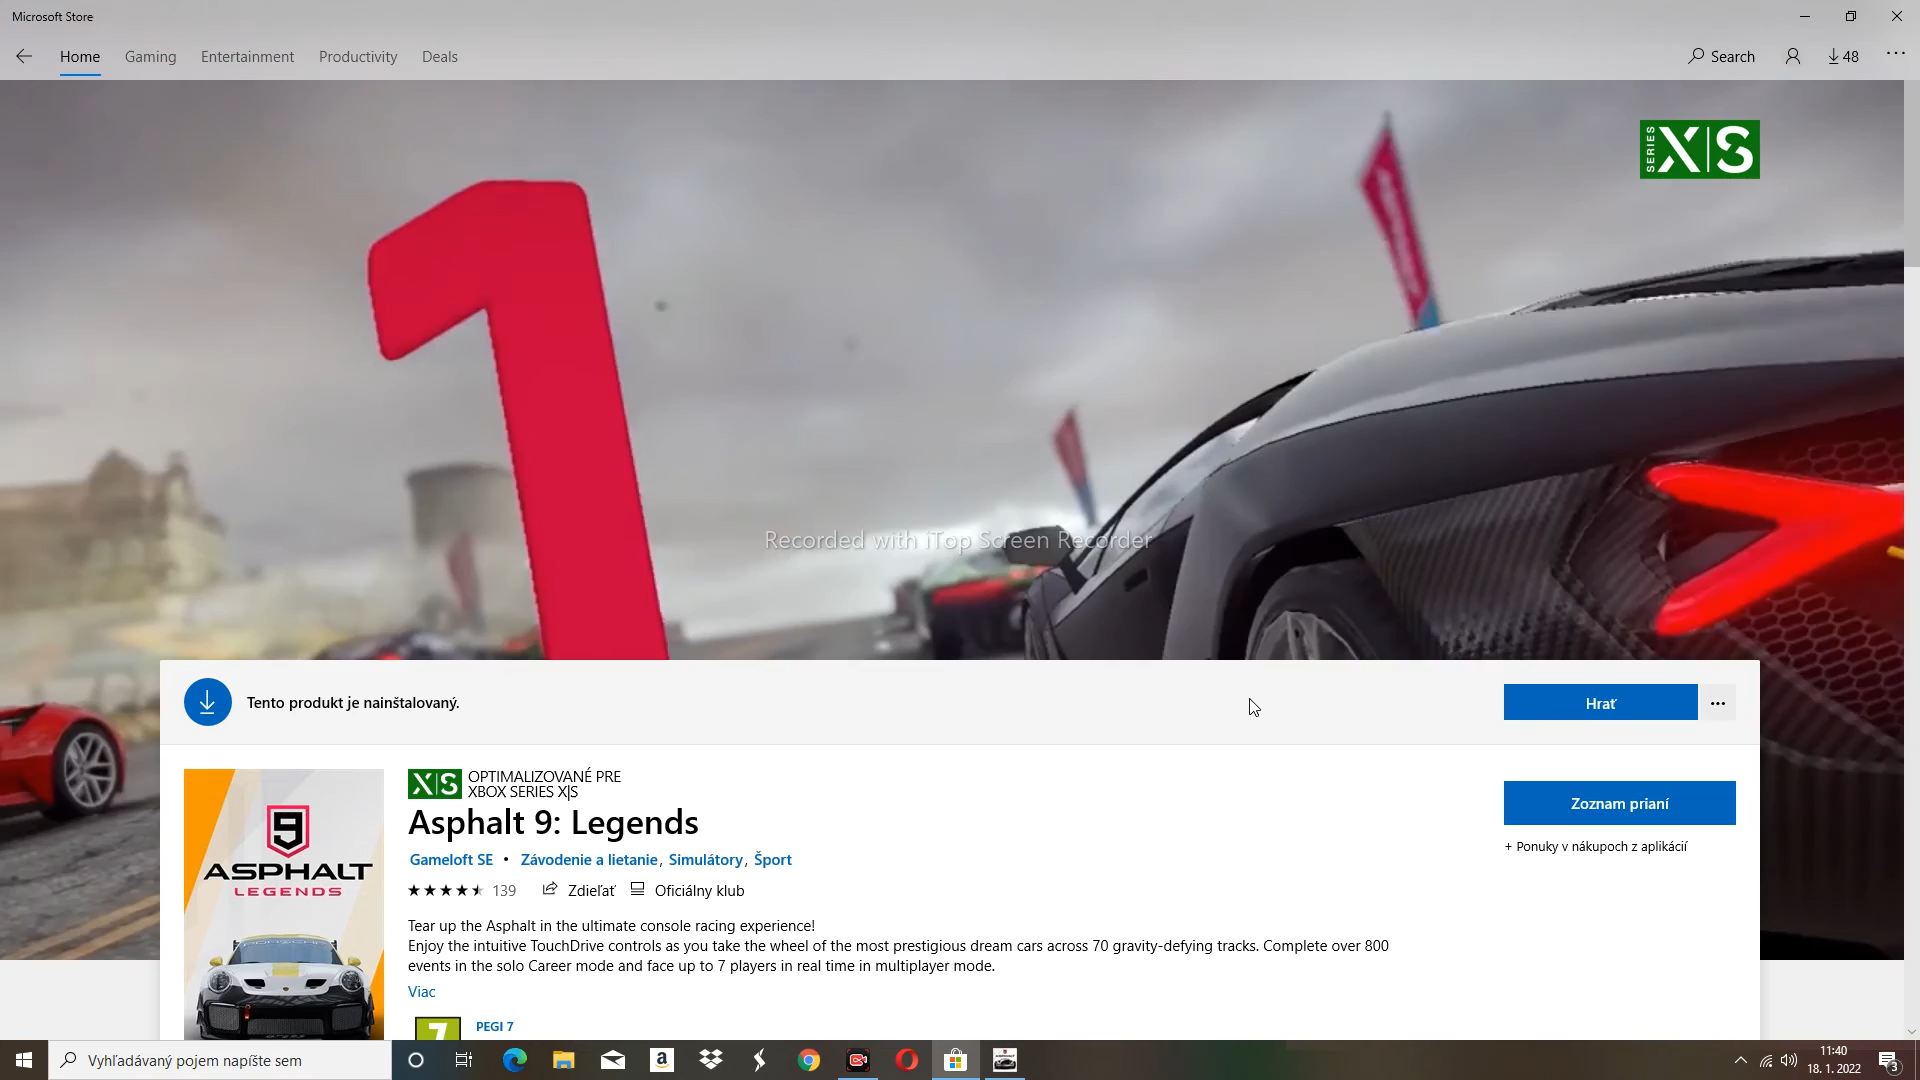 Microsoft Store
Home
Gaming
Entertainment
Productivity
Deals
Search
48
SERIES X|S
1
Recorded with iTop Screen Recorder
Tento produkt je nainštalovaný.
Hrať
X|S OPTIMALIZOVANÉ PRE
XBOX SERIES X|S
Asphalt 9: Legends
Gameloft SE • Závodenie a lietanie, Simulátory, Šport
139
Zdieľať
Oficiálny klub
Tear up the Asphalt in the ultimate console racing experience!
Enjoy the intuitive TouchDrive controls as you take the wheel of the most prestigious dream cars across 70 gravity-defying tracks. Complete over 800
events in the solo Career mode and face up to 7 players in real time in multiplayer mode.
Viac
7
PEGI 7
Zoznam prianí
+ Ponuky v nákupoch z aplikácií
9
ASPHALT
LEGENDS
PORSCHE
Vyhľadávaný pojem napíšte sem
11:40
18. 1. 2022
3